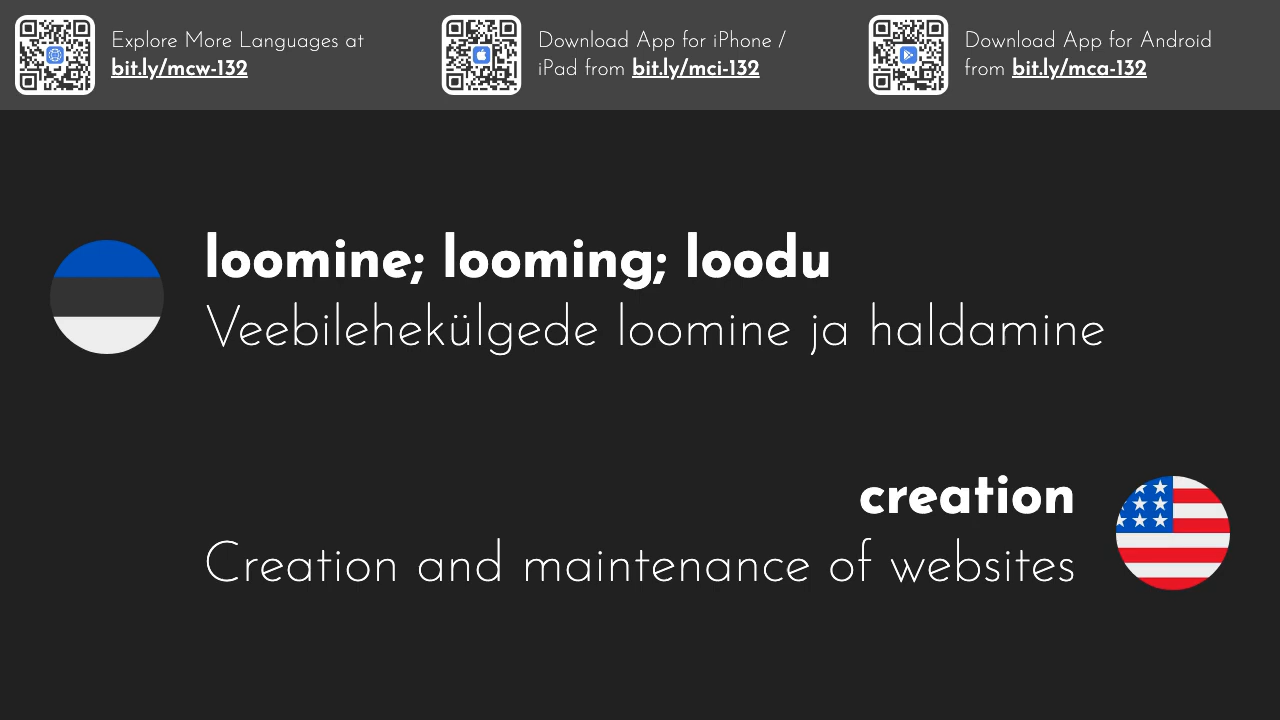 Explore More Languages at
bit.ly/mcw-132
Download App for iPhone /
iPad from bit.ly/mci-132
Download App for Android
from bit.ly/mca-132
loomine; looming; loodu
Veebilehekülgede loomine ja haldamine
creation
Creation and maintenance of websites